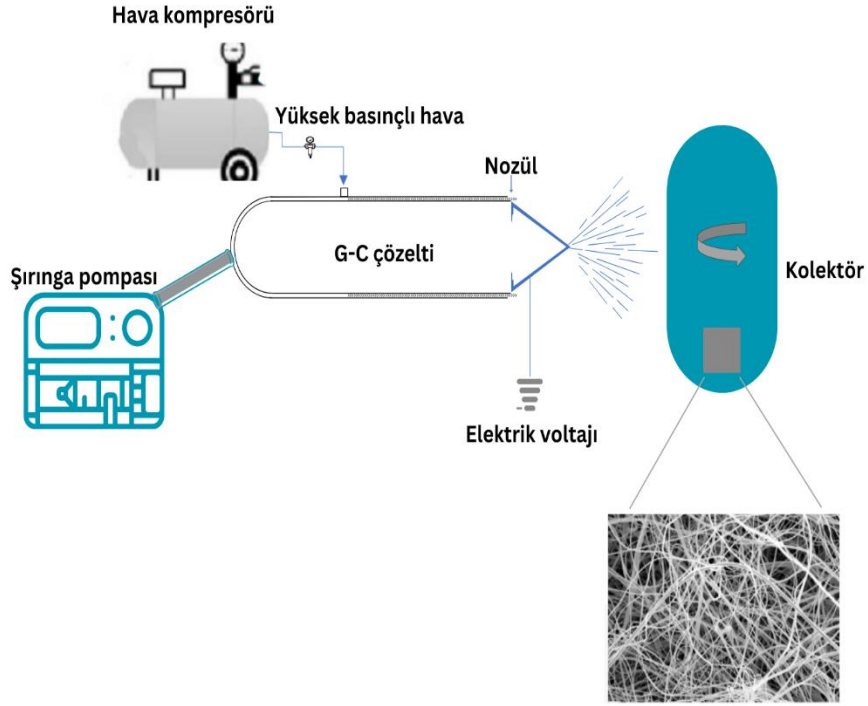 Hava kompresörü
Yüksek basınçlı hava
Nozül
G-C çözelti
Şırınga pompası
Kolektör
Elektrik voltajı